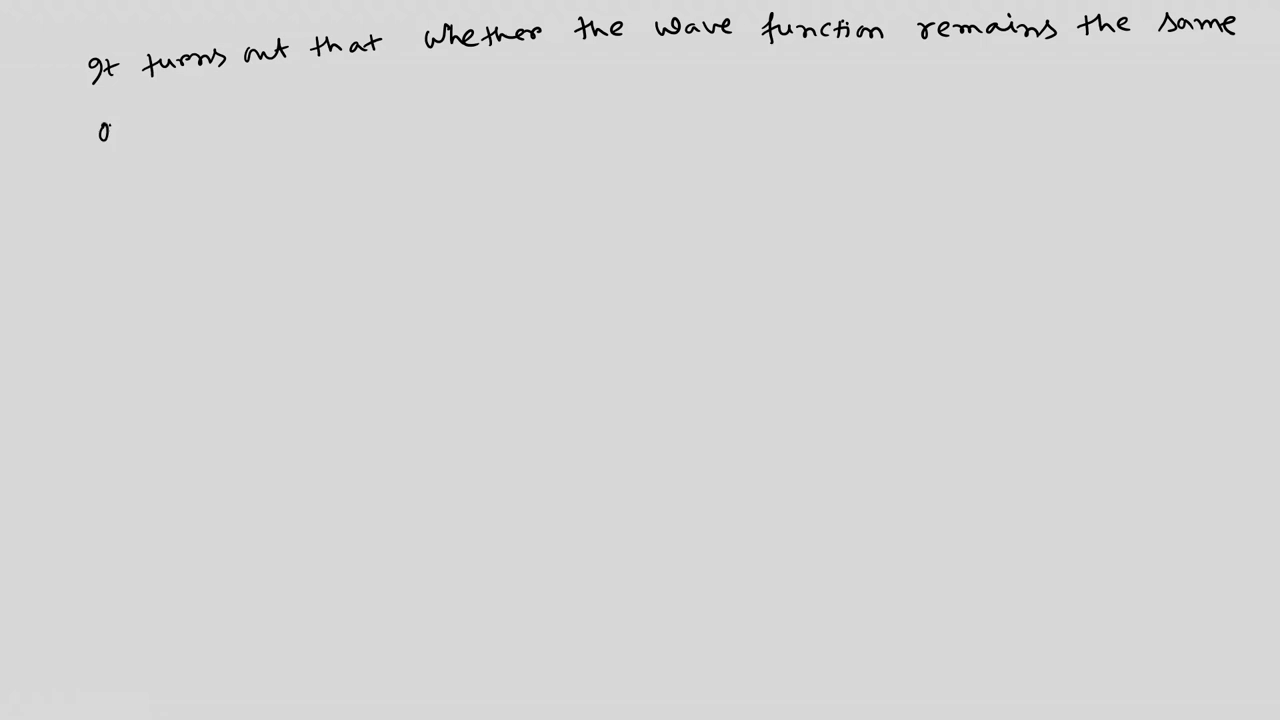 It turns out that whether the wave function remains the same
o